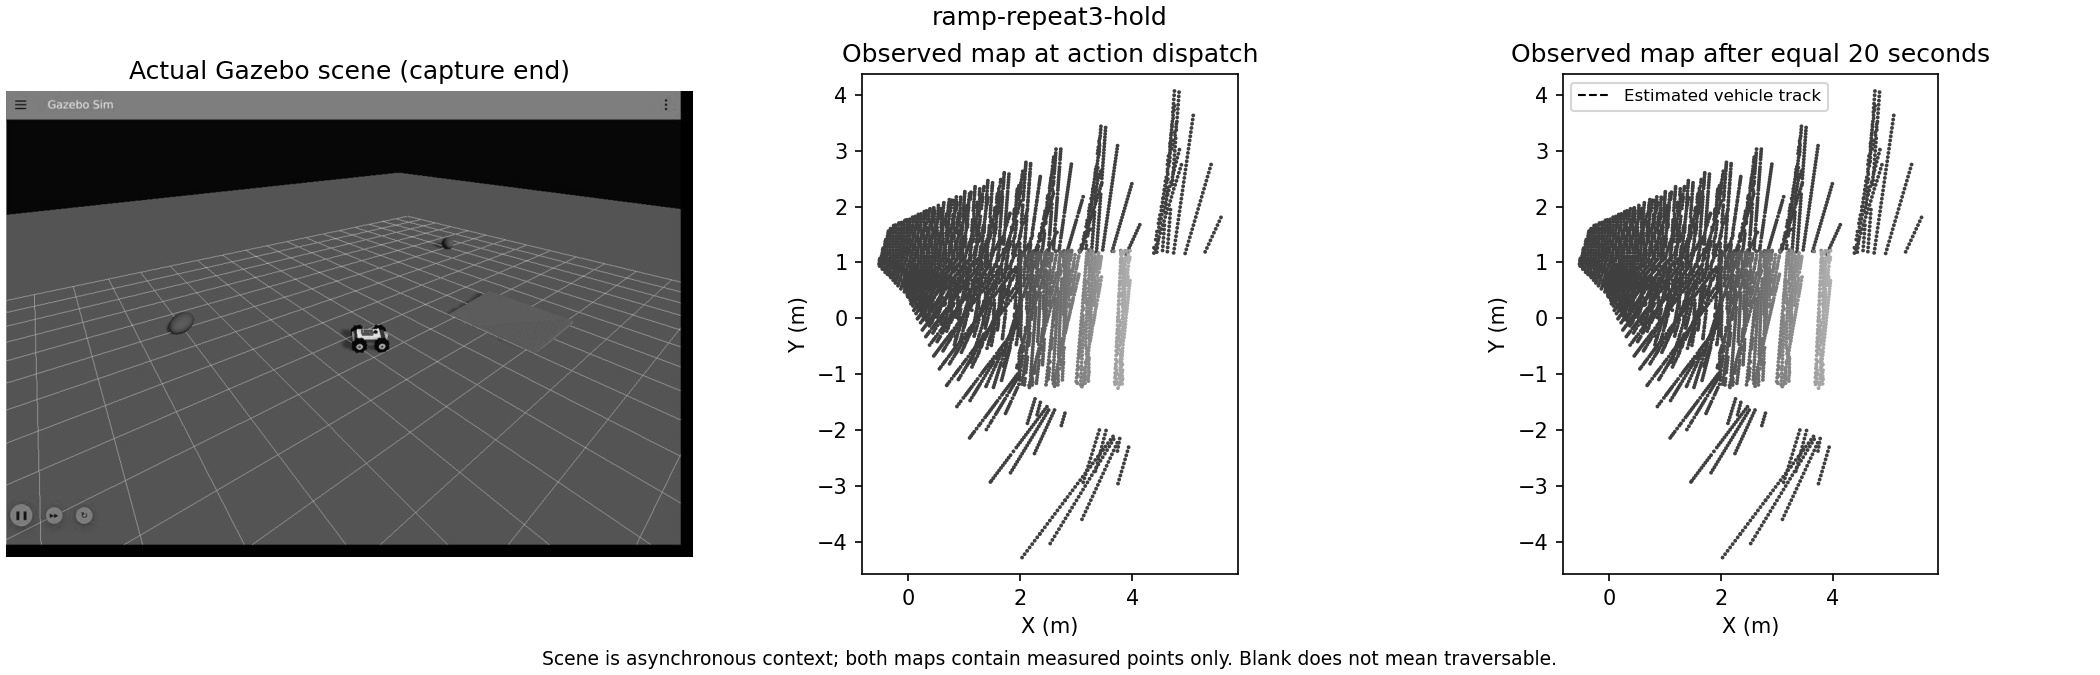 ramp-repeat3-hold
Actual Gazebo scene (capture end)
Gazebo Sim
Observed map at action dispatch
4
3
2
1
0
−1
−2
−3
−4
Y (m)
0 2 4
X (m)
Observed map after equal 20 seconds
Estimated vehicle track
4
3
2
1
0
−1
−2
−3
−4
Y (m)
0 2 4
X (m)
Scene is asynchronous context; both maps contain measured points only. Blank does not mean traversable.